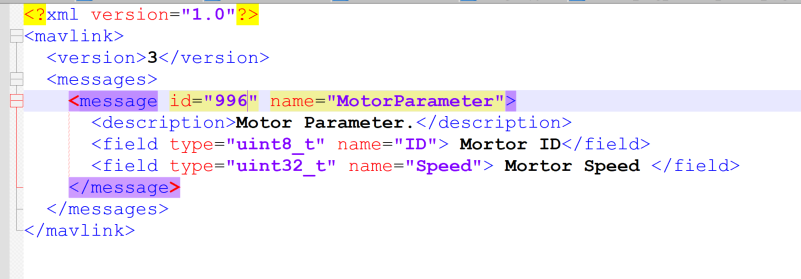 <?xml version="1.0"?>
<mavlink>
<version>3</version>
<messages>
<message id="996" name="MotorParameter">
<description>Motor Parameter.</description>
<field type="uint8_t" name="ID"> Mortor ID</field>
<field type="uint32_t" name="Speed"> Mortor Speed </field>
</message>
</messages>
</mavlink>